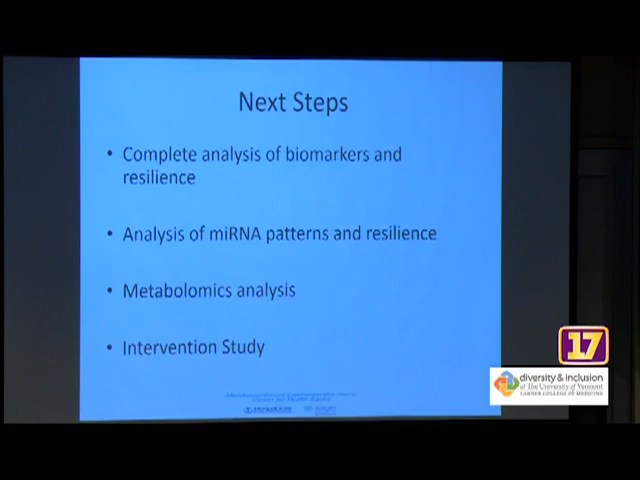 Next Steps
• Complete analysis of biomarkers and
resilience
• Analysis of miRNA patterns and resilience
• Metabolomics analysis
• Intervention Study
17
diversity & inclusion
at The University of Vermont
LARNER COLLEGE OF MEDICINE